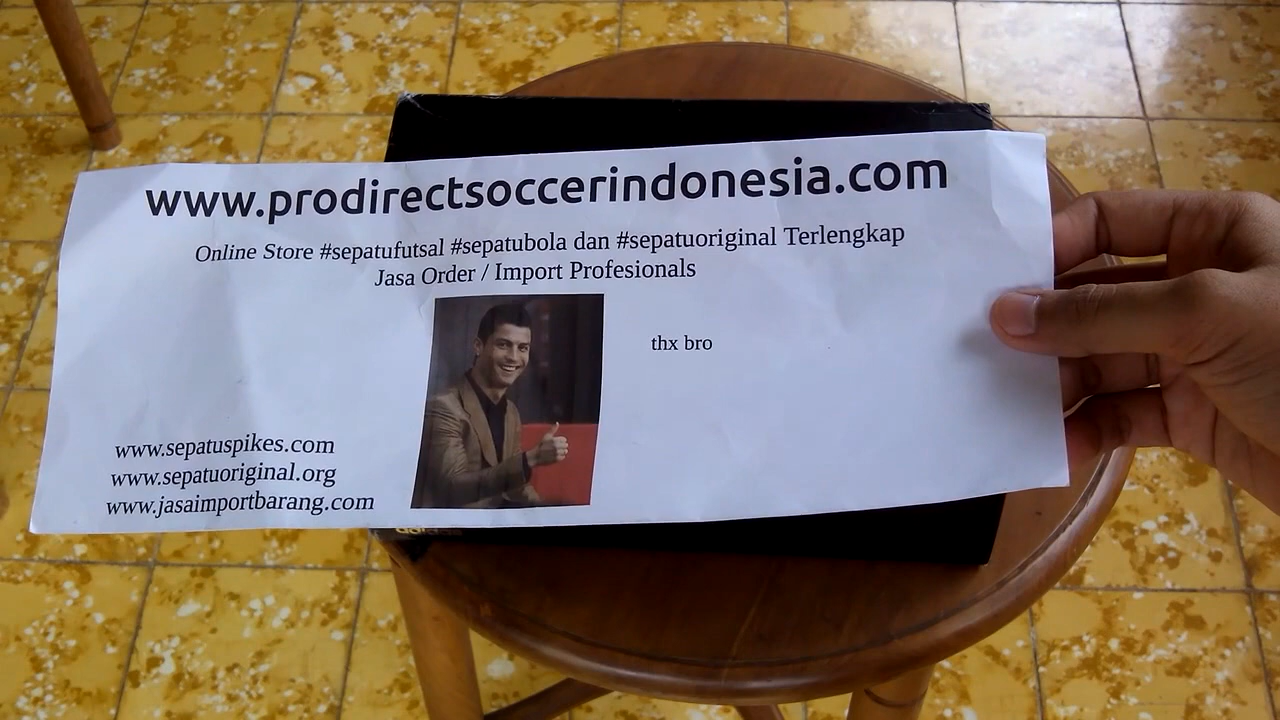 www.prodirectsoccerindonesia.com
Online Store #sepatufutsal #sepatubola dan #sepatuoriginal Terlengkap
Jasa Order / Import Profesionals
thx bro
www.sepatuspikes.com
www.sepatuoriginal.org
www.jasaimportbarang.com